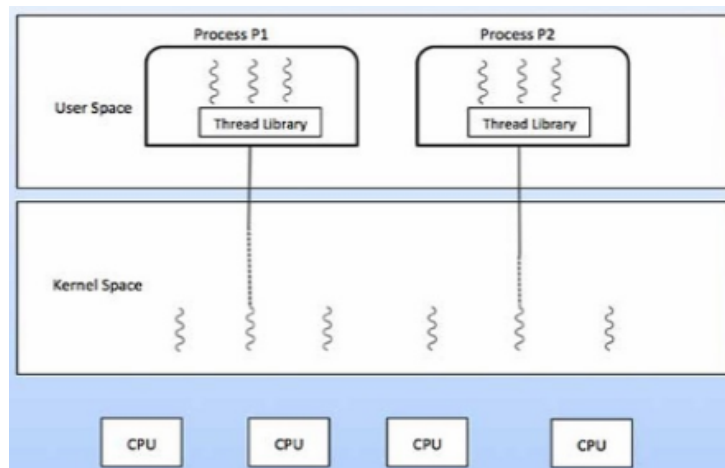 Process P1
Process P2
User Space
Thread Library
Thread Library
Kernel Space
CPU
CPU
CPU
CPU